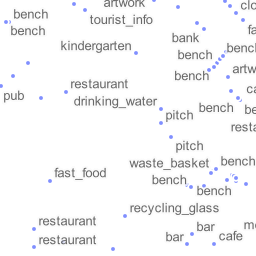 artwork
bench
tourist_info
bench
kindergarten
bank
bench
bench
restaurant
pub
drinking_water
bench
pitch
pitch
waste_basket
bench
fast_food
bench
bench
recycling_glass
restaurant
bar
restaurant
bar
cafe